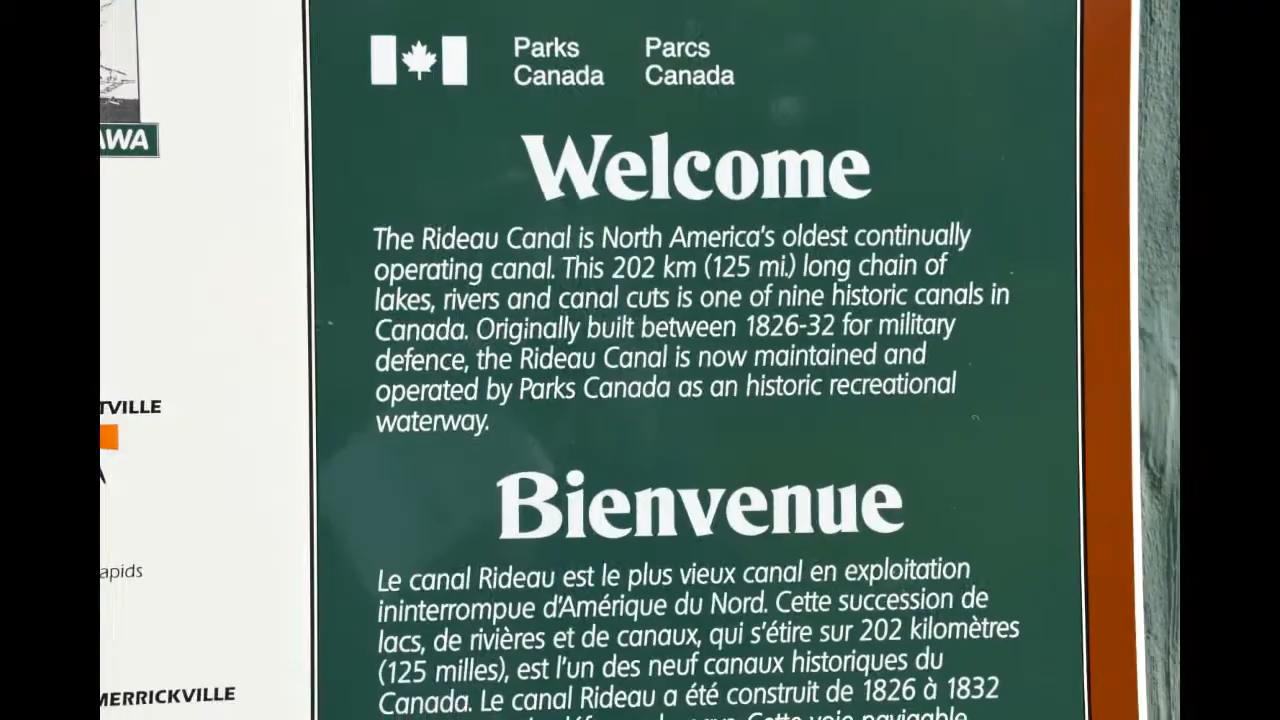 Parks
Canada
Parcs
Canada
Welcome
The Rideau Canal is North America's oldest continually
operating canal. This 202 km (125 mi.) long chain of
lakes, rivers and canal cuts is one of nine historic canals in
Canada. Originally built between 1826-32 for military
defence, the Rideau Canal is now maintained and
operated by Parks Canada as an historic recreational
waterway.
Bienvenue
Le canal Rideau est le plus vieux canal en exploitation
ininterrompue d'Amérique du Nord. Cette succession de
lacs, de rivières et de canaux, qui s'étire sur 202 kilomètres
(125 milles), est l'un des neuf canaux historiques du
Canada. Le canal Rideau a été construit de 1826 à 1832
Cette voie navigable
AWA
TVILLE
apids
MERRICKVILLE